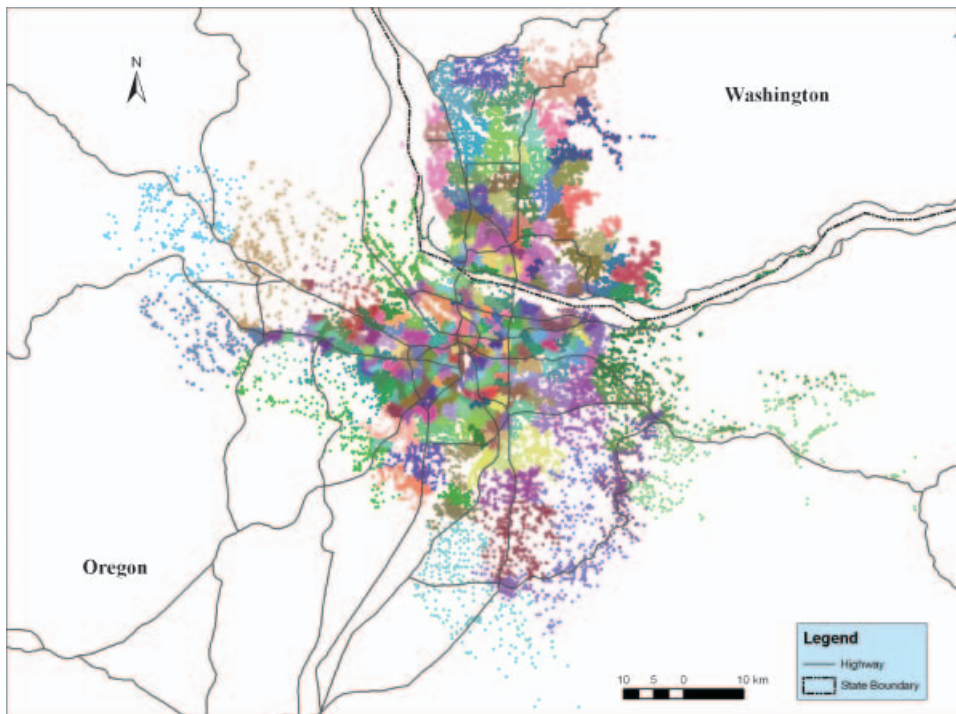 N
Washington
Oregon
Legend
Highway
State Boundary
10 5 0 10 km